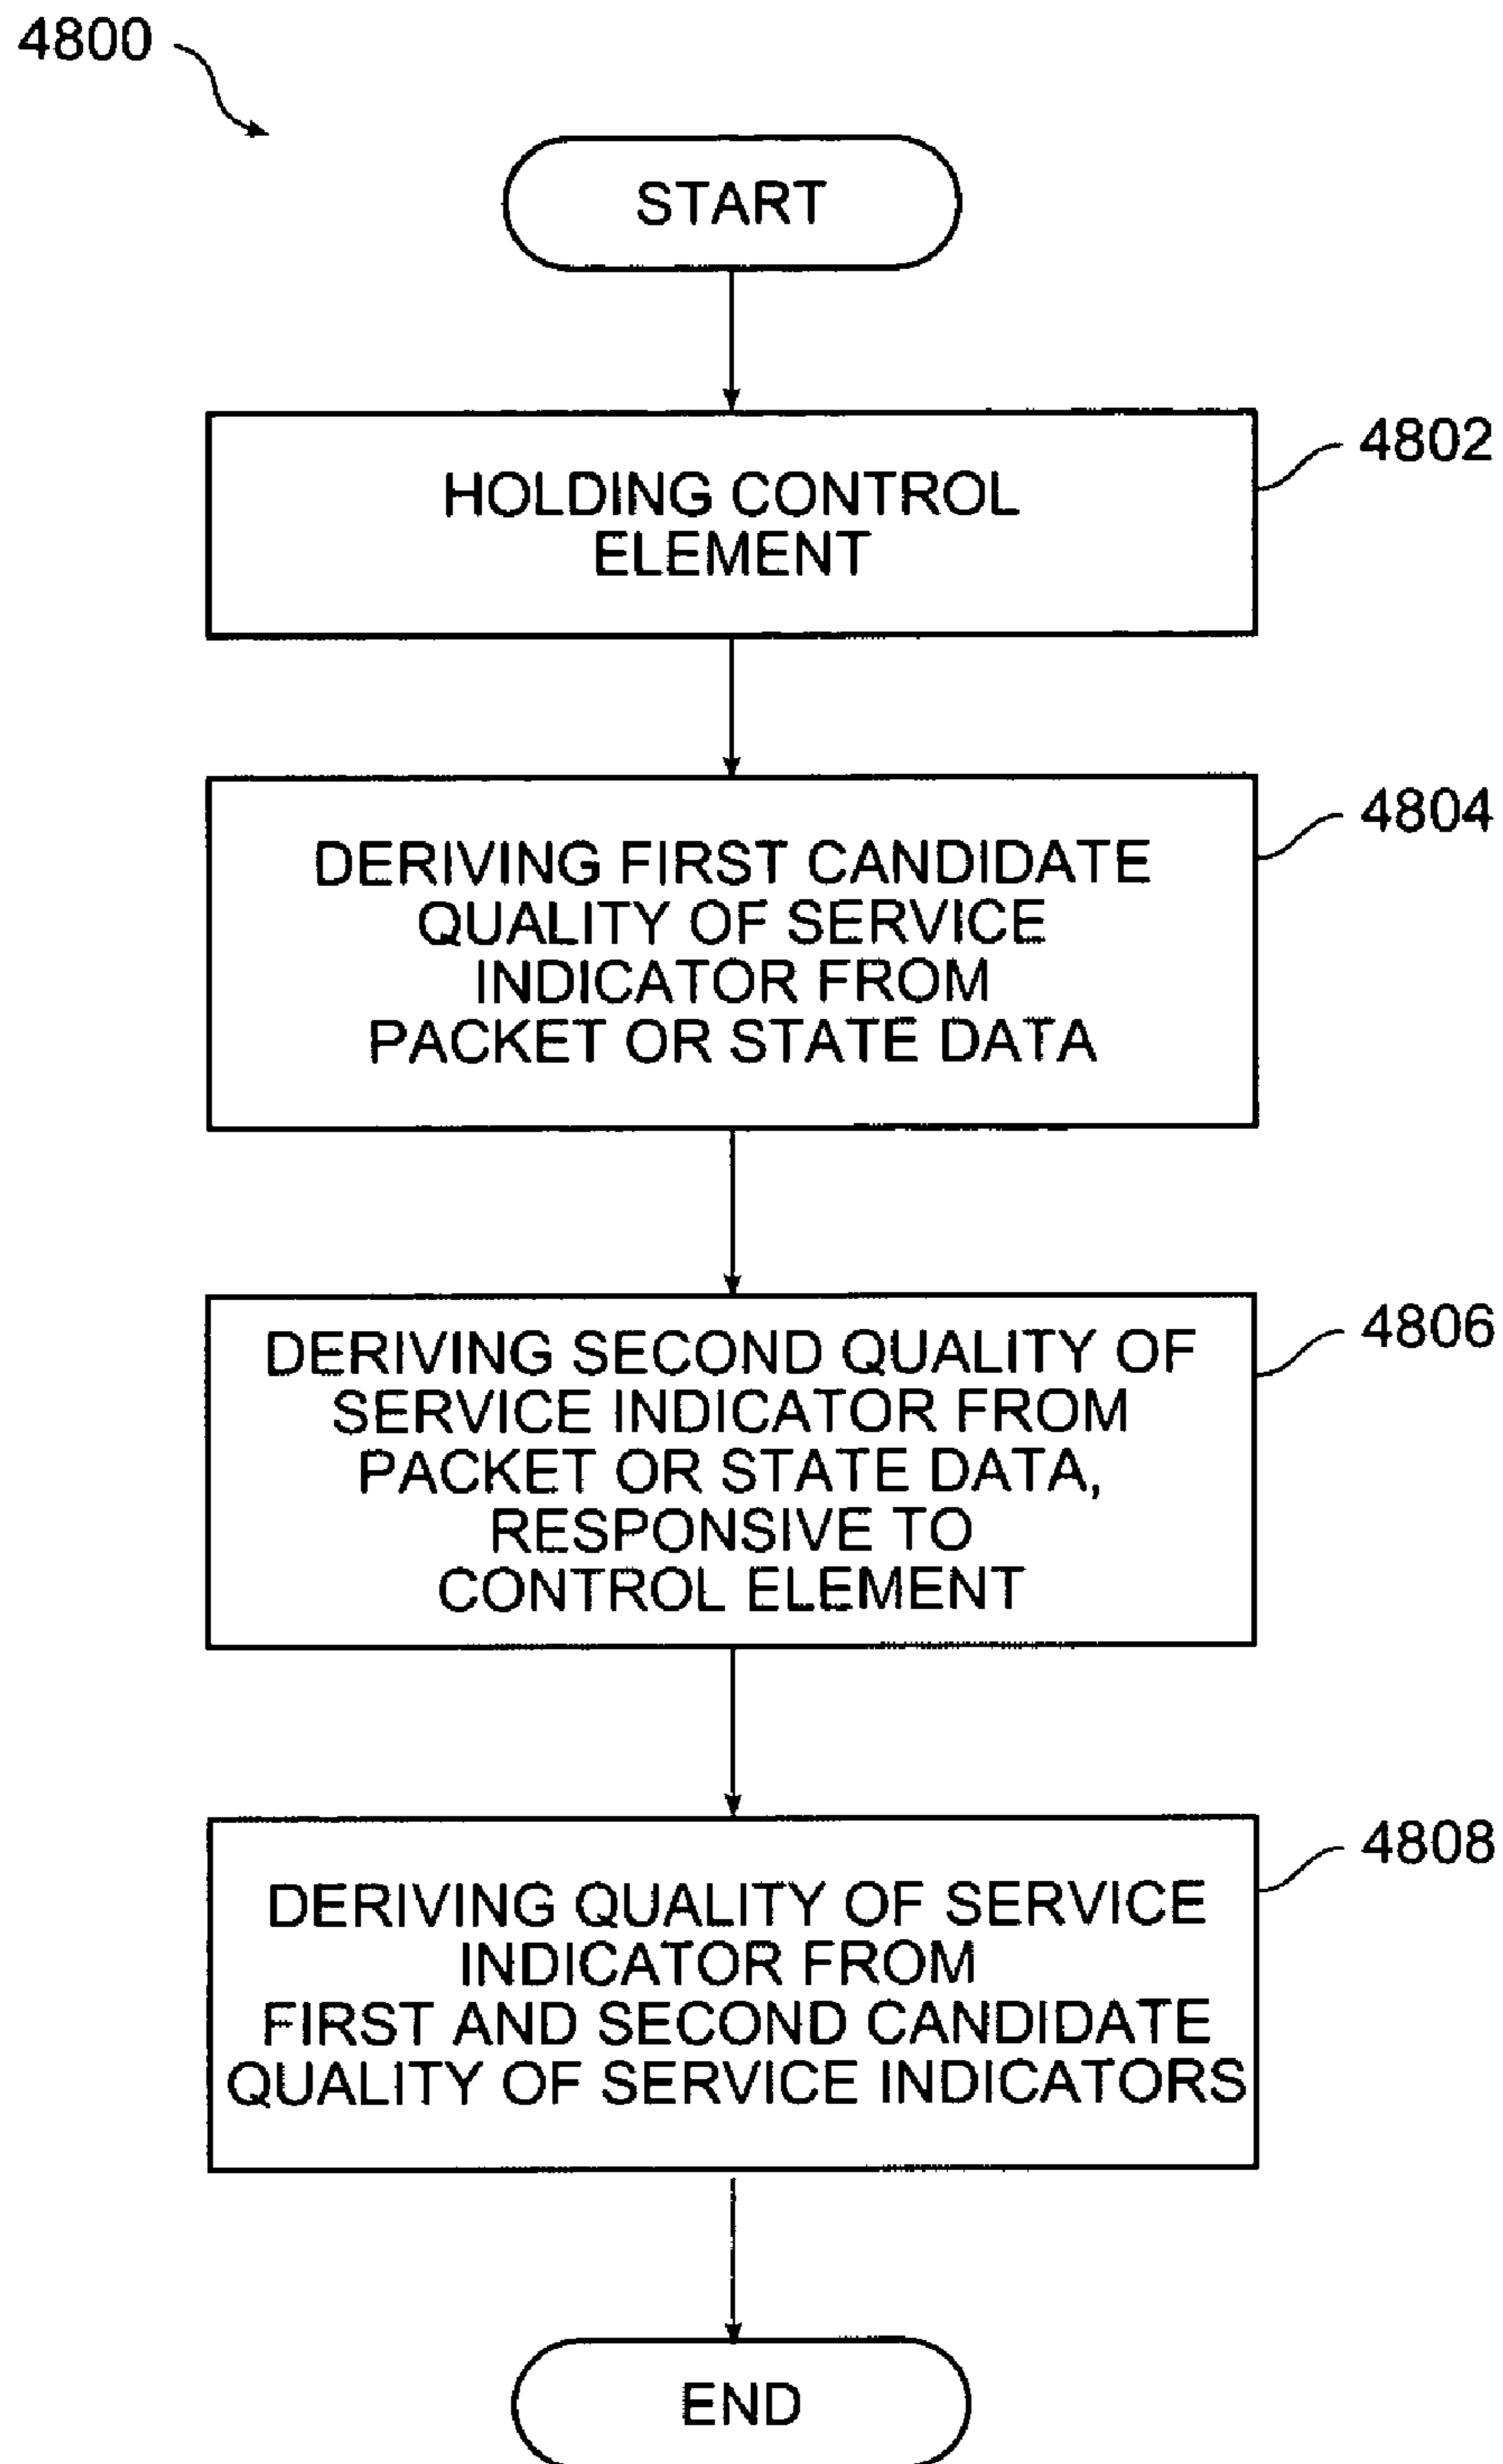 4800
START
HOLDING CONTROL
ELEMENT
4802
DERIVING FIRST CANDIDATE
QUALITY OF SERVICE
INDICATOR FROM
PACKET OR STATE DATA
4804
DERIVING SECOND QUALITY OF
SERVICE INDICATOR FROM
PACKET OR STATE DATA,
RESPONSIVE TO
CONTROL ELEMENT
4806
DERIVING QUALITY OF SERVICE
INDICATOR FROM
FIRST AND SECOND CANDIDATE
QUALITY OF SERVICE INDICATORS
4808
END